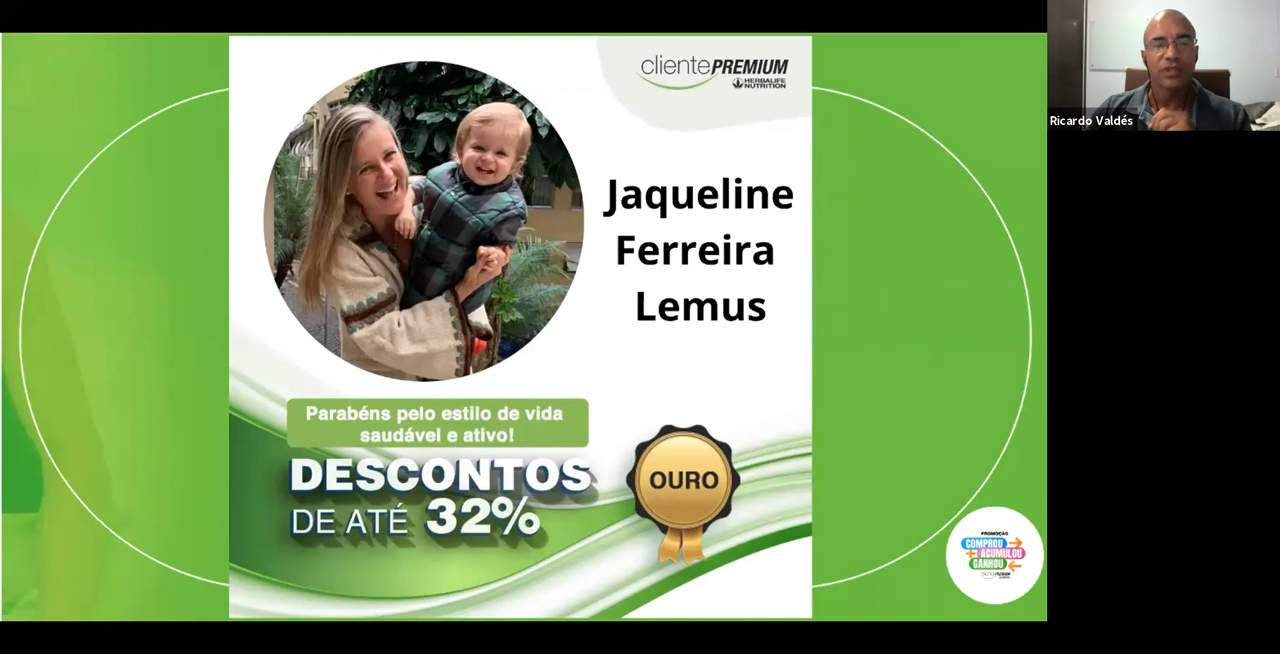 clientePREMIUM
HERBALIFE
NUTRITION
Ricardo Valdés
Jaqueline
Ferreira
Lemus
Parabéns pelo estilo de vida
saudável e ativo!
DESCONTOS
DE ATÉ 32%
OURO
PROMOÇÃO
COMPROU
+ ACUMULOU
GANHOU
clientePREMIUM